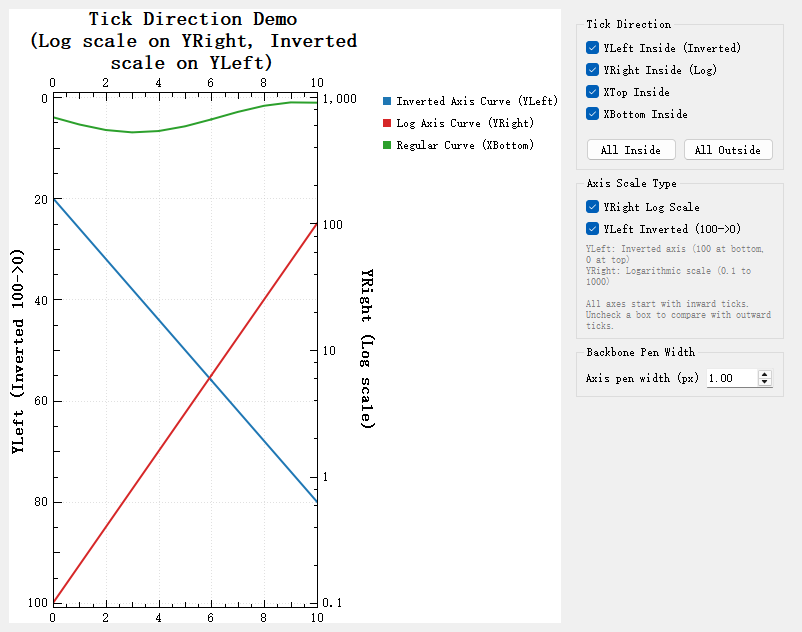 Tick Direction Demo
(Log scale on YRight, Inverted
scale on YLeft)
0 2 4 6 8 10
0
20
40
60
80
100
YLeft (Inverted 100->0)
1,000
100
10
1
0.1
YRight (Log scale)
0 2 4 6 8 10
Inverted Axis Curve (YLeft)
Log Axis Curve (YRight)
Regular Curve (XBottom)
Tick Direction
YLeft Inside (Inverted)
YRight Inside (Log)
XTop Inside
XBottom Inside
All Inside All Outside
Axis Scale Type
YRight Log Scale
YLeft Inverted (100->0)
YLeft: Inverted axis (100 at bottom,
0 at top)
YRight: Logarithmic scale (0.1 to
1000)
All axes start with inward ticks.
Uncheck a box to compare with outward
ticks.
Backbone Pen Width
Axis pen width (px) 1.00